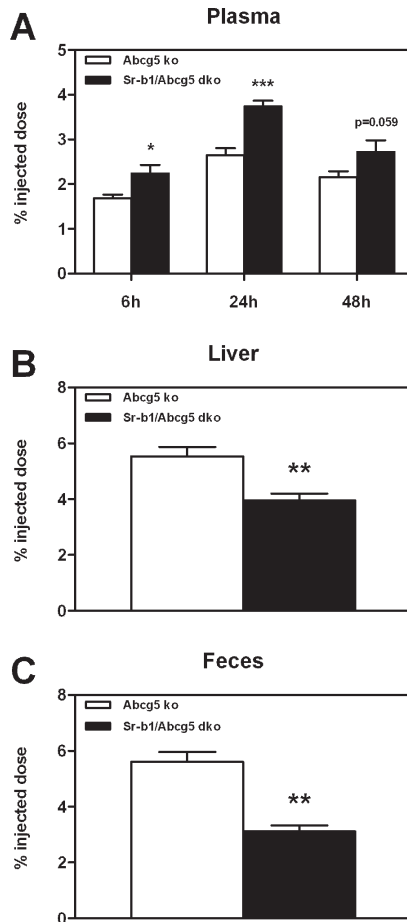 A
Plasma
% injected dose
5
4
3
2
1
0
Abcg5 ko
Sr-b1/Abcg5 dko
*
***
p=0.059
6h
24h
48h
B
Liver
% injected dose
8
6
4
2
0
Abcg5 ko
Sr-b1/Abcg5 dko
**
C
Feces
% injected dose
8
6
4
2
0
Abcg5 ko
Sr-b1/Abcg5 dko
**